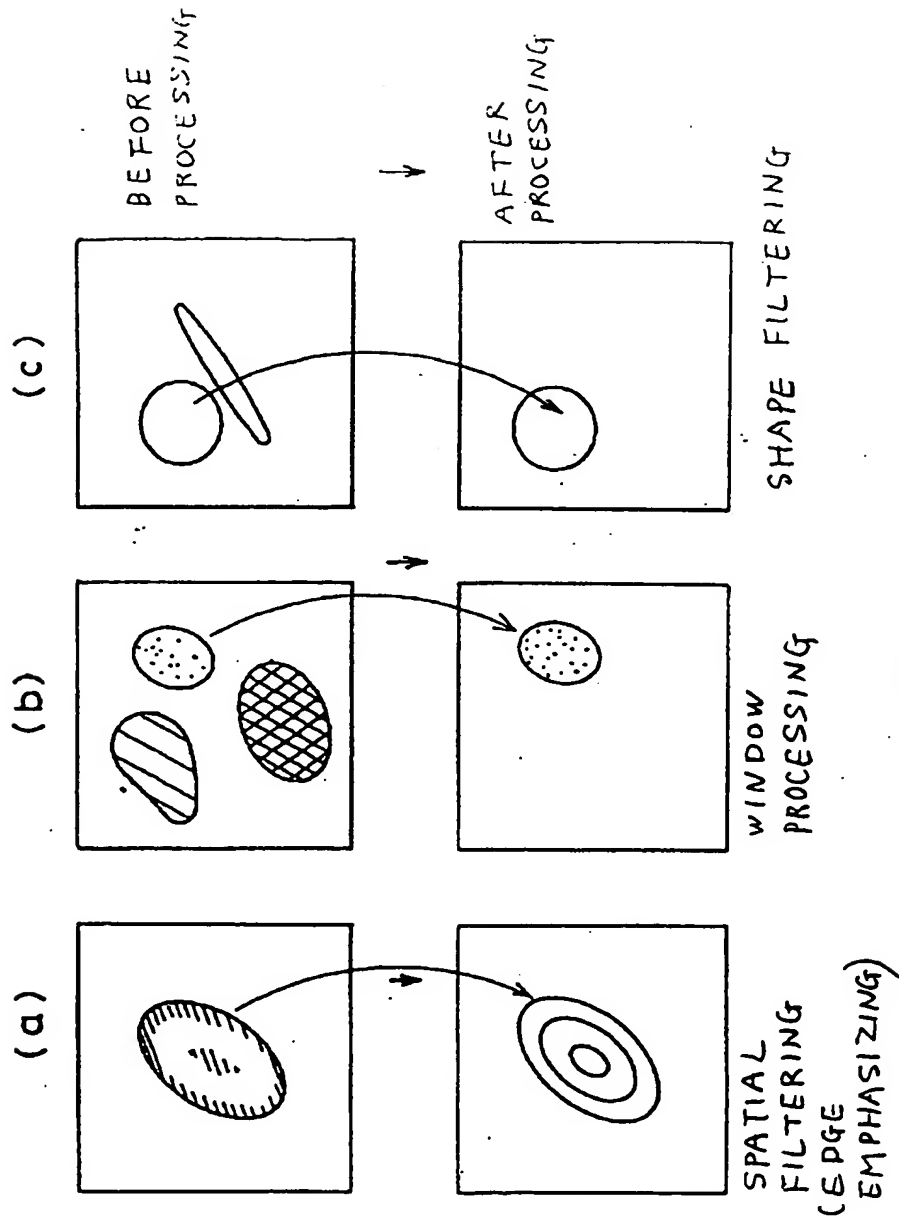 (a)
(b)
(c)
BEFORE
PROCESSING
AFTER
PROCESSING
SPATIAL
FILTERING
(EDGE
EMPHASIZING)
WINDOW
PROCESSING
SHAPE FILTERING